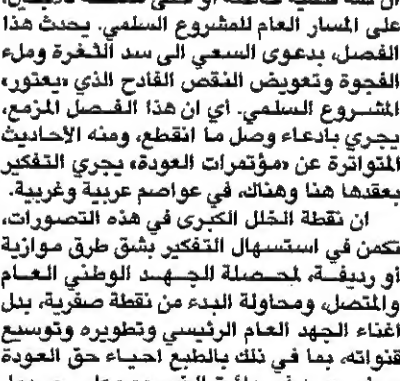 على المسار العام للمشروع السلمي. يحدث هذا
الفصل، بدعوى السعي الى سد الثغرة وملء
الفجوة وتعويض النقص الفادح الذي «يعتور»
المشروع السلمي. أي ان هذا الفصل المزمع،
يجري بادعاء وصل ما انقطع، ومنه الأحاديث
المتواترة عن «مؤتمرات العودة» يجري التفكير
بعقدها هنا وهناك، في عواصم عربية وغربية.
ان نقطة الخلل الكبرى في هذه التصورات،
تكمن في استسهال التفكير بشق طرق موازية
أو رديفة، لمحصلة الجهد الوطني العام
والمتصل، ومحاولة البدء من نقطة صفرية، بدل
اغناء الجهد العام الرئيسي وتطويره وتوسيع
قنواته، بما في ذلك بالطبع احياء حق العودة